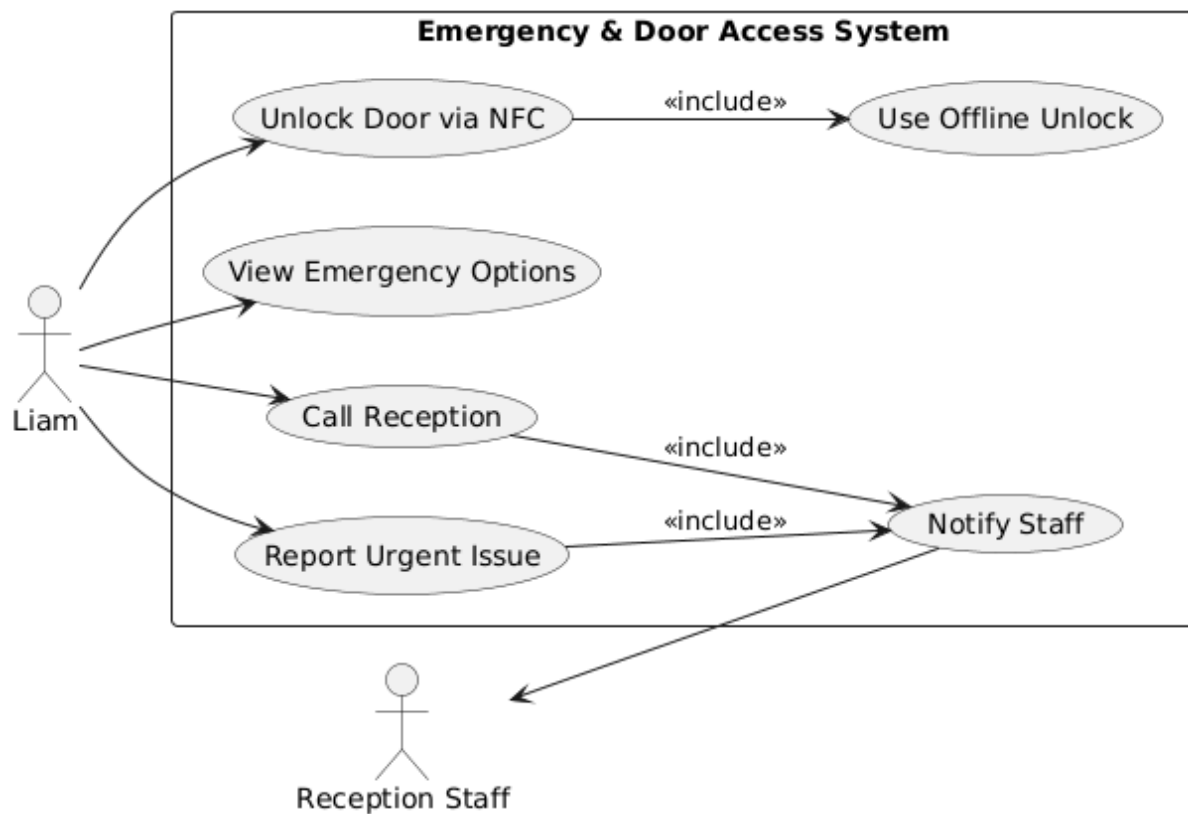 Emergency & Door Access System
Unlock Door via NFC
«include»
Use Offline Unlock
View Emergency Options
Liam
Call Reception
«include»
Report Urgent Issue
«include»
Notify Staff
Reception Staff